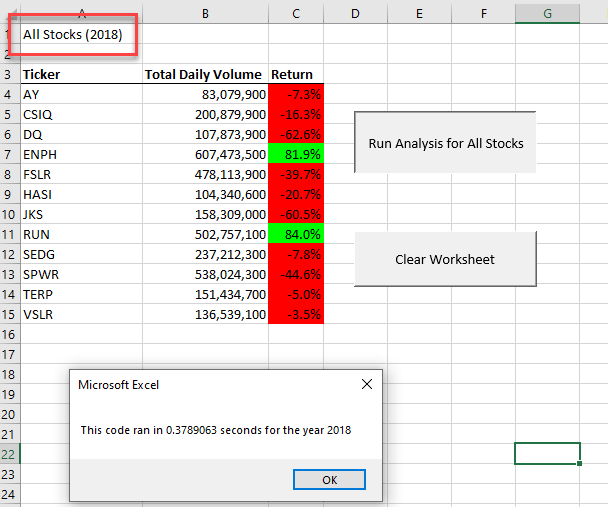 A B C D E F G
1 All Stocks (2018)
2
3 Ticker Total Daily Volume Return
4 AY 83,079,900 -7.3%
5 CSIQ 200,879,900 -16.3%
6 DQ 107,873,900 -62.6%
7 ENPH 607,473,500 81.9%
8 FSLR 478,113,900 -39.7%
9 HASI 104,340,600 -20.7%
10 JKS 158,309,000 -60.5%
11 RUN 502,757,100 84.0%
12 SEDG 237,212,300 -7.8%
13 SPWR 538,024,300 -44.6%
14 TERP 151,434,700 -5.0%
15 VSLR 136,539,100 -3.5%
16
17
18
19
20
21
22
23
24
Run Analysis for All Stocks
Clear Worksheet
Microsoft Excel
This code ran in 0.3789063 seconds for the year 2018
OK